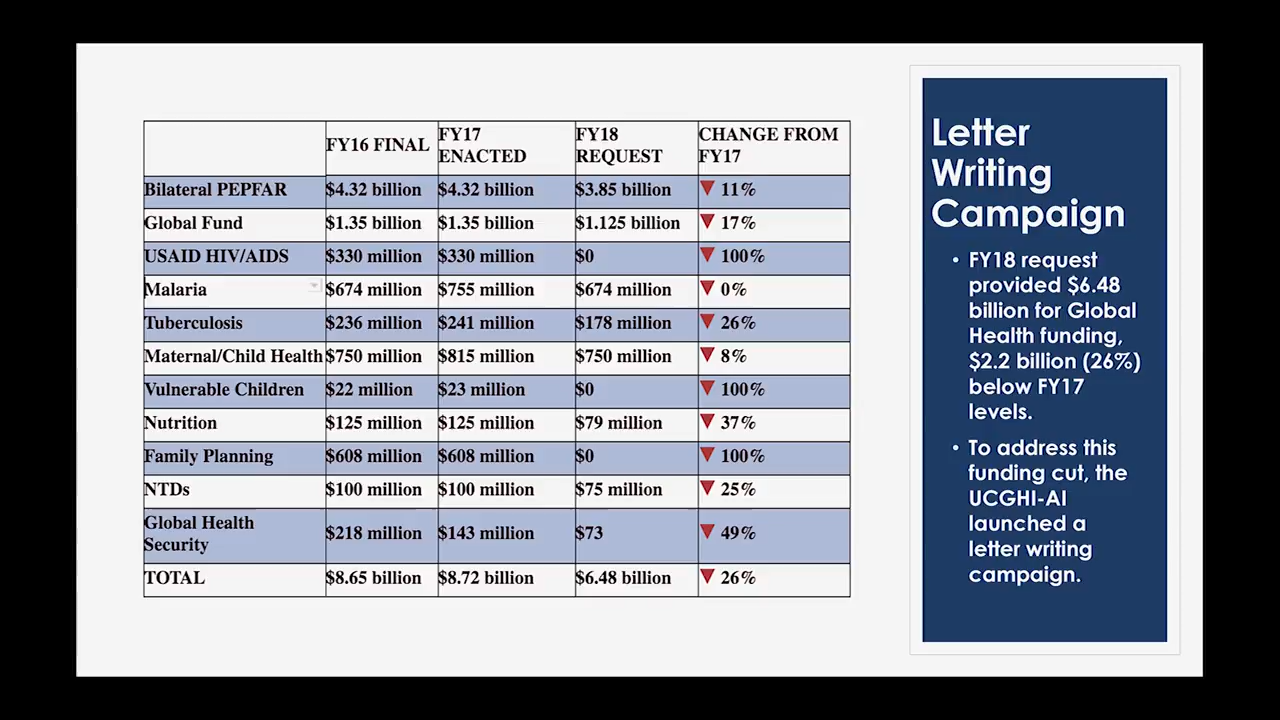 FY16 FINAL FY17 ENACTED FY18 REQUEST CHANGE FROM FY17
Bilateral PEPFAR $4.32 billion $4.32 billion $3.85 billion ▼ 11%
Global Fund $1.35 billion $1.35 billion $1.125 billion ▼ 17%
USAID HIV/AIDS $330 million $330 million $0 ▼ 100%
Malaria $674 million $755 million $674 million ▼ 0%
Tuberculosis $236 million $241 million $178 million ▼ 26%
Maternal/Child Health $750 million $815 million $750 million ▼ 8%
Vulnerable Children $22 million $23 million $0 ▼ 100%
Nutrition $125 million $125 million $79 million ▼ 37%
Family Planning $608 million $608 million $0 ▼ 100%
NTDs $100 million $100 million $75 million ▼ 25%
Global Health Security $218 million $143 million $73 ▼ 49%
TOTAL $8.65 billion $8.72 billion $6.48 billion ▼ 26%
Letter
Writing
Campaign
• FY18 request
provided $6.48
billion for Global
Health funding,
$2.2 billion (26%)
below FY17
levels.
• To address this
funding cut, the
UCGHI-AI
launched a
letter writing
campaign.